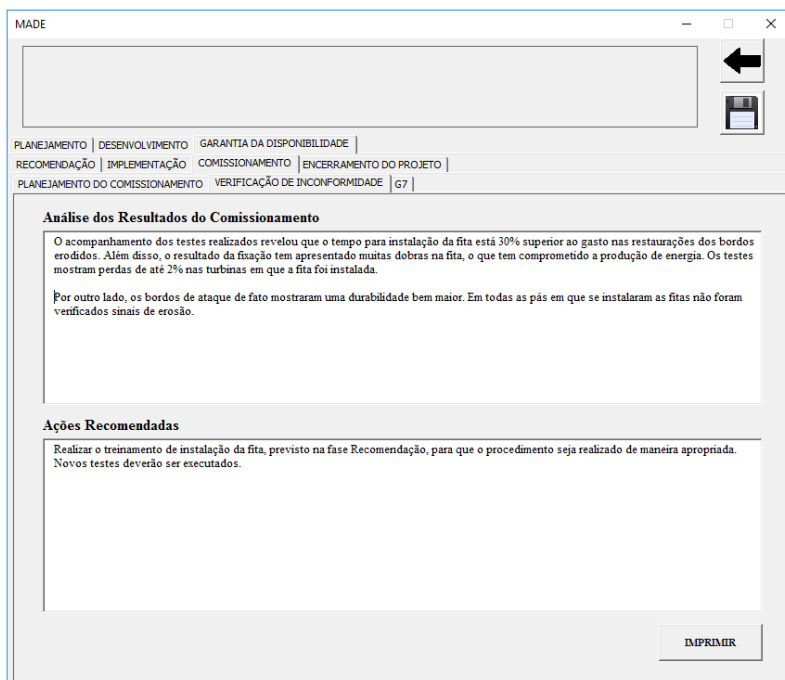 MADE
PLANEJAMENTO DESENVOLVIMENTO GARANTIA DA DISPONIBILIDADE
RECOMENDAÇÃO IMPLEMENTAÇÃO COMISSIONAMENTO ENCERRAMENTO DO PROJETO
PLANEJAMENTO DO COMISSIONAMENTO VERIFICAÇÃO DE INCONFORMIDADE G7
Análise dos Resultados do Comissionamento
O acompanhamento dos testes realizados revelou que o tempo para instalação da fita está 30% superior ao gasto nas restaurações dos bordos
erodidos. Além disso, o resultado da fixação tem apresentado muitas dobras na fita, o que tem comprometido a produção de energia. Os testes
mostram perdas de até 2% nas turbinas em que a fita foi instalada.
Por outro lado, os bordos de ataque de fato mostraram uma durabilidade bem maior. Em todas as pás em que se instalaram as fitas não foram
verificados sinais de erosão.
Ações Recomendadas
Realizar o treinamento de instalação da fita, previsto na fase Recomendação, para que o procedimento seja realizado de maneira apropriada.
Novos testes deverão ser executados.
IMPRIMIR